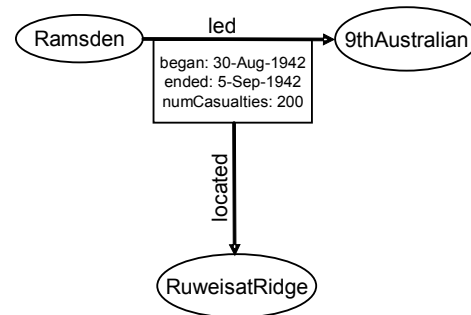 led
Ramsden
9thAustralian
began: 30-Aug-1942
ended: 5-Sep-1942
numCasualties: 200
located
RuweisatRidge